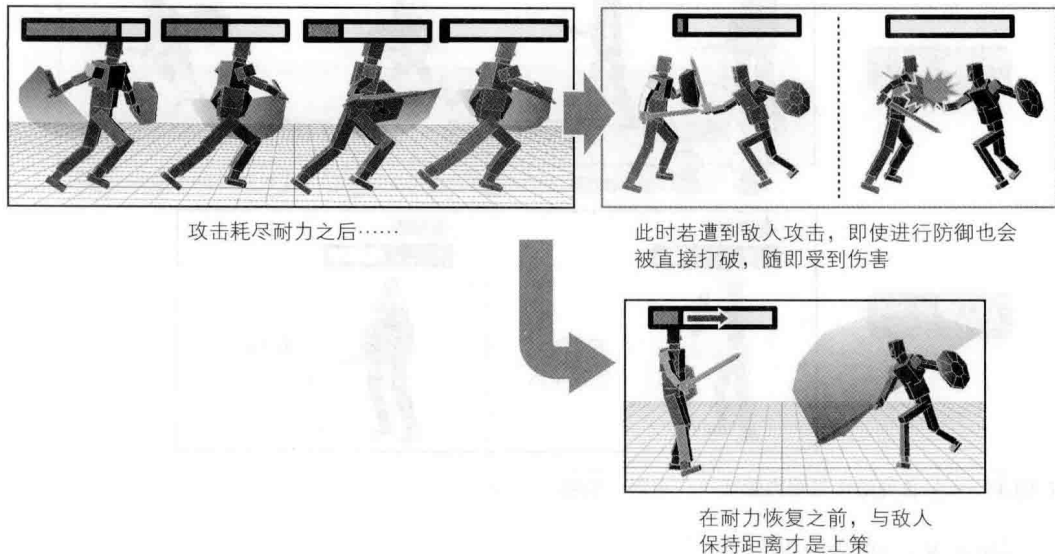 攻击耗尽耐力之后……
此时若遭到敌人攻击，即使进行防御也会
被直接打破，随即受到伤害
在耐力恢复之前，与敌人
保持距离才是上策